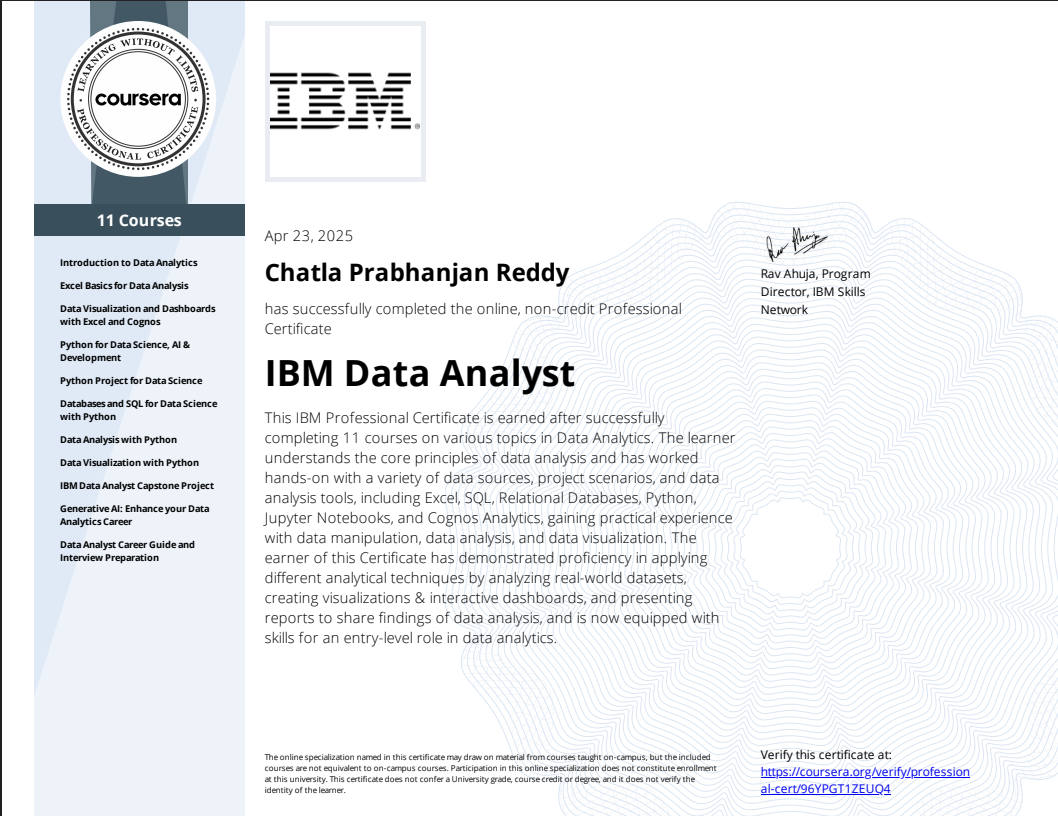 LEARNING WITHOUT LIMITS
coursera
PROFESSIONAL CERTIFICATE
11 Courses
Introduction to Data Analytics
Excel Basics for Data Analysis
Data Visualization and Dashboards
with Excel and Cognos
Python for Data Science, AI &
Development
Python Project for Data Science
Databases and SQL for Data Science
with Python
Data Analysis with Python
Data Visualization with Python
IBM Data Analyst Capstone Project
Generative AI: Enhance your Data
Analytics Career
Data Analyst Career Guide and
Interview Preparation
IBM®
Apr 23, 2025
Chatla Prabhanjan Reddy
has successfully completed the online, non-credit Professional
Certificate
IBM Data Analyst
This IBM Professional Certificate is earned after successfully
completing 11 courses on various topics in Data Analytics. The learner
understands the core principles of data analysis and has worked
hands-on with a variety of data sources, project scenarios, and data
analysis tools, including Excel, SQL, Relational Databases, Python,
Jupyter Notebooks, and Cognos Analytics, gaining practical experience
with data manipulation, data analysis, and data visualization. The
earner of this Certificate has demonstrated proficiency in applying
different analytical techniques by analyzing real-world datasets,
creating visualizations & interactive dashboards, and presenting
reports to share findings of data analysis, and is now equipped with
skills for an entry-level role in data analytics.
Rav Ahuja
Rav Ahuja, Program
Director, IBM Skills
Network
The online specialization named in this certificate may draw on material from courses taught on-campus, but the included
courses are not equivalent to on-campus courses. Participation in this online specialization does not constitute enrollment
at this university. This certificate does not confer a University grade, course credit or degree, and it does not verify the
identity of the learner.
Verify this certificate at:
https://coursera.org/verify/profession
al-cert/96YPGT1ZEUQ4